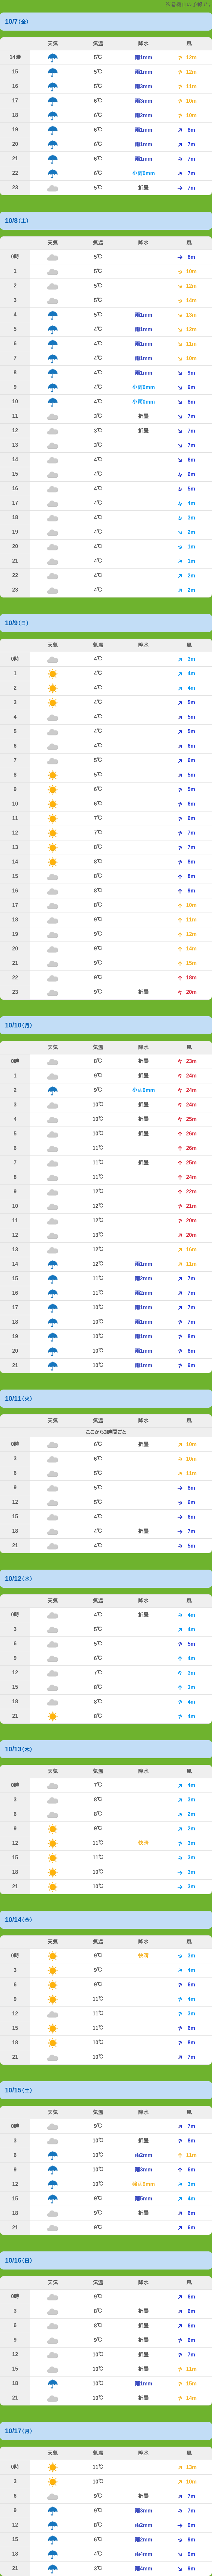 の予報です
10/7(金)
天気 気温 降水 風
14時 5℃ 雨1mm 12m
15 5℃ 雨1mm 12m
16 5℃ 雨3mm 11m
17 6℃ 雨3mm 10m
18 6℃ 雨2mm 10m
19 6℃ 雨1mm 8m
20 6℃ 雨1mm 7m
21 6℃ 雨1mm 7m
22 6℃ 小雨0mm 7m
23 5℃ 折畳 7m
10/8(土)
天気 気温 降水 風
0時 5℃ 8m
1 5℃ 10m
2 5℃ 12m
3 5℃ 14m
4 5℃ 雨1mm 13m
5 4℃ 雨1mm 12m
6 4℃ 雨1mm 11m
7 4℃ 雨1mm 10m
8 4℃ 雨1mm 9m
9 4℃ 小雨0mm 9m
10 4℃ 小雨0mm 8m
11 3℃ 折畳 7m
12 3℃ 折畳 7m
13 3℃ 7m
14 4℃ 6m
15 4℃ 6m
16 4℃ 5m
17 4℃ 4m
18 4℃ 3m
19 4℃ 2m
20 4℃ 1m
21 4℃ 1m
22 4℃ 2m
23 4℃ 2m
10/9(日)
天気 気温 降水 風
0時 4℃ 3m
1 4℃ 4m
2 4℃ 4m
3 4℃ 5m
4 4℃ 5m
5 4℃ 5m
6 4℃ 6m
7 5℃ 6m
8 5℃ 5m
9 6℃ 5m
10 6℃ 6m
11 7℃ 6m
12 7℃ 7m
13 8℃ 7m
14 8℃ 8m
15 8℃ 8m
16 8℃ 9m
17 8℃ 10m
18 9℃ 11m
19 9℃ 12m
20 9℃ 14m
21 9℃ 15m
22 9℃ 18m
23 9℃ 折畳 20m
10/10(月)
天気 気温 降水 風
0時 8℃ 折畳 23m
1 9℃ 折畳 24m
2 9℃ 小雨0mm 24m
3 10℃ 折畳 24m
4 10℃ 折畳 25m
5 10℃ 折畳 26m
6 11℃ 26m
7 11℃ 折畳 25m
8 11℃ 24m
9 12℃ 22m
10 12℃ 21m
11 12℃ 20m
12 13℃ 20m
13 12℃ 16m
14 12℃ 雨1mm 11m
15 11℃ 雨2mm 7m
16 11℃ 雨2mm 7m
17 10℃ 雨1mm 7m
18 10℃ 雨1mm 7m
19 10℃ 雨1mm 8m
20 10℃ 雨1mm 8m
21 10℃ 雨1mm 9m
10/11(火)
天気 気温 降水 風
ここから3時間ごと
0時 6℃ 折畳 10m
3 6℃ 10m
6 5℃ 11m
9 5℃ 8m
12 5℃ 6m
15 4℃ 6m
18 4℃ 折畳 7m
21 4℃ 5m
10/12(水)
天気 気温 降水 風
0時 4℃ 折畳 4m
3 5℃ 4m
6 5℃ 5m
9 6℃ 4m
12 7℃ 3m
15 8℃ 3m
18 8℃ 4m
21 8℃ 4m
10/13(木)
天気 気温 降水 風
0時 7℃ 4m
3 8℃ 3m
6 8℃ 2m
9 9℃ 2m
12 11℃ 快晴 3m
15 11℃ 3m
18 10℃ 3m
21 10℃ 3m
10/14(金)
天気 気温 降水 風
0時 9℃ 快晴 3m
3 9℃ 4m
6 9℃ 6m
9 11℃ 4m
12 11℃ 3m
15 11℃ 6m
18 10℃ 8m
21 10℃ 7m
10/15(土)
天気 気温 降水 風
0時 9℃ 7m
3 10℃ 折畳 9m
6 10℃ 雨2mm 11m
9 10℃ 雨3mm 6m
12 10℃ 9mm 3m
15 9℃ 雨5mm 4m
18 9℃ 折畳 6m
21 9℃ 6m
10/16(日)
天気 気温 降水 風
0時 9℃ 6m
3 8℃ 折畳 6m
6 8℃ 折畳 6m
9 9℃ 折畳 6m
12 10℃ 折畳 7m
15 10℃ 折畳 11m
18 10℃ 雨1mm 15m
21 10℃ 折畳 14m
10/17(月)
天気 気温 降水 風
0時 11℃ 13m
3 10℃ 10m
6 9℃ 折畳 7m
9 9℃ 雨3mm 7m
12 8℃ 雨2mm 9m
15 6℃ 雨2mm 9m
18 4℃ 雨4mm 9m
21 3℃ 雨4mm 9m